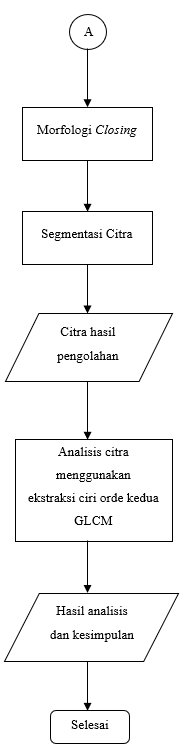 A
Morfologi Closing
Segmentasi Citra
Citra hasil
pengolahan
Analisis citra
menggunakan
ekstraksi ciri orde kedua
GLCM
Hasil analisis
dan kesimpulan
Selesai